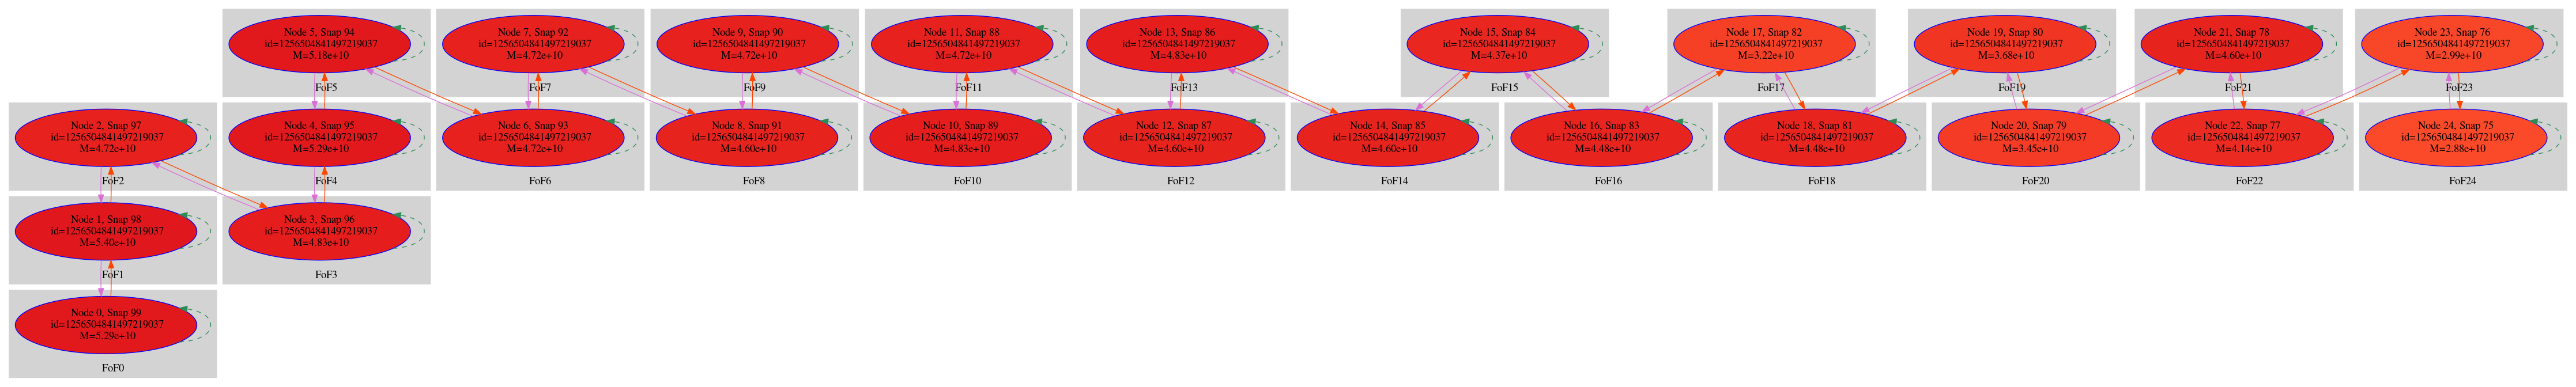 Node 5, Snap 94
id=1256504841497219037
M=5.18e+10
FoF5
Node 7, Snap 92
id=1256504841497219037
M=4.72e+10
FoF7
Node 9, Snap 90
id=1256504841497219037
M=4.72e+10
FoF9
Node 11, Snap 88
id=1256504841497219037
M=4.72e+10
FoF11
Node 13, Snap 86
id=1256504841497219037
M=4.83e+10
FoF13
Node 15, Snap 84
id=1256504841497219037
M=4.37e+10
FoF15
Node 17, Snap 82
id=1256504841497219037
M=3.22e+10
FoF17
Node 19, Snap 80
id=1256504841497219037
M=3.68e+10
FoF19
Node 21, Snap 78
id=1256504841497219037
M=4.60e+10
FoF21
Node 23, Snap 76
id=1256504841497219037
M=2.99e+10
FoF23
Node 2, Snap 97
id=1256504841497219037
M=4.72e+10
FoF2
Node 4, Snap 95
id=1256504841497219037
M=5.29e+10
FoF4
Node 6, Snap 93
id=1256504841497219037
M=4.72e+10
FoF6
Node 8, Snap 91
id=1256504841497219037
M=4.60e+10
FoF8
Node 10, Snap 89
id=1256504841497219037
M=4.83e+10
FoF10
Node 12, Snap 87
id=1256504841497219037
M=4.60e+10
FoF12
Node 14, Snap 85
id=1256504841497219037
M=4.60e+10
FoF14
Node 16, Snap 83
id=1256504841497219037
M=4.48e+10
FoF16
Node 18, Snap 81
id=1256504841497219037
M=4.48e+10
FoF18
Node 20, Snap 79
id=1256504841497219037
M=3.45e+10
FoF20
Node 22, Snap 77
id=1256504841497219037
M=4.14e+10
FoF22
Node 24, Snap 75
id=1256504841497219037
M=2.88e+10
FoF24
Node 1, Snap 98
id=1256504841497219037
M=5.40e+10
FoF1
Node 3, Snap 96
id=1256504841497219037
M=4.83e+10
FoF3
Node 0, Snap 99
id=1256504841497219037
M=5.29e+10
FoF0